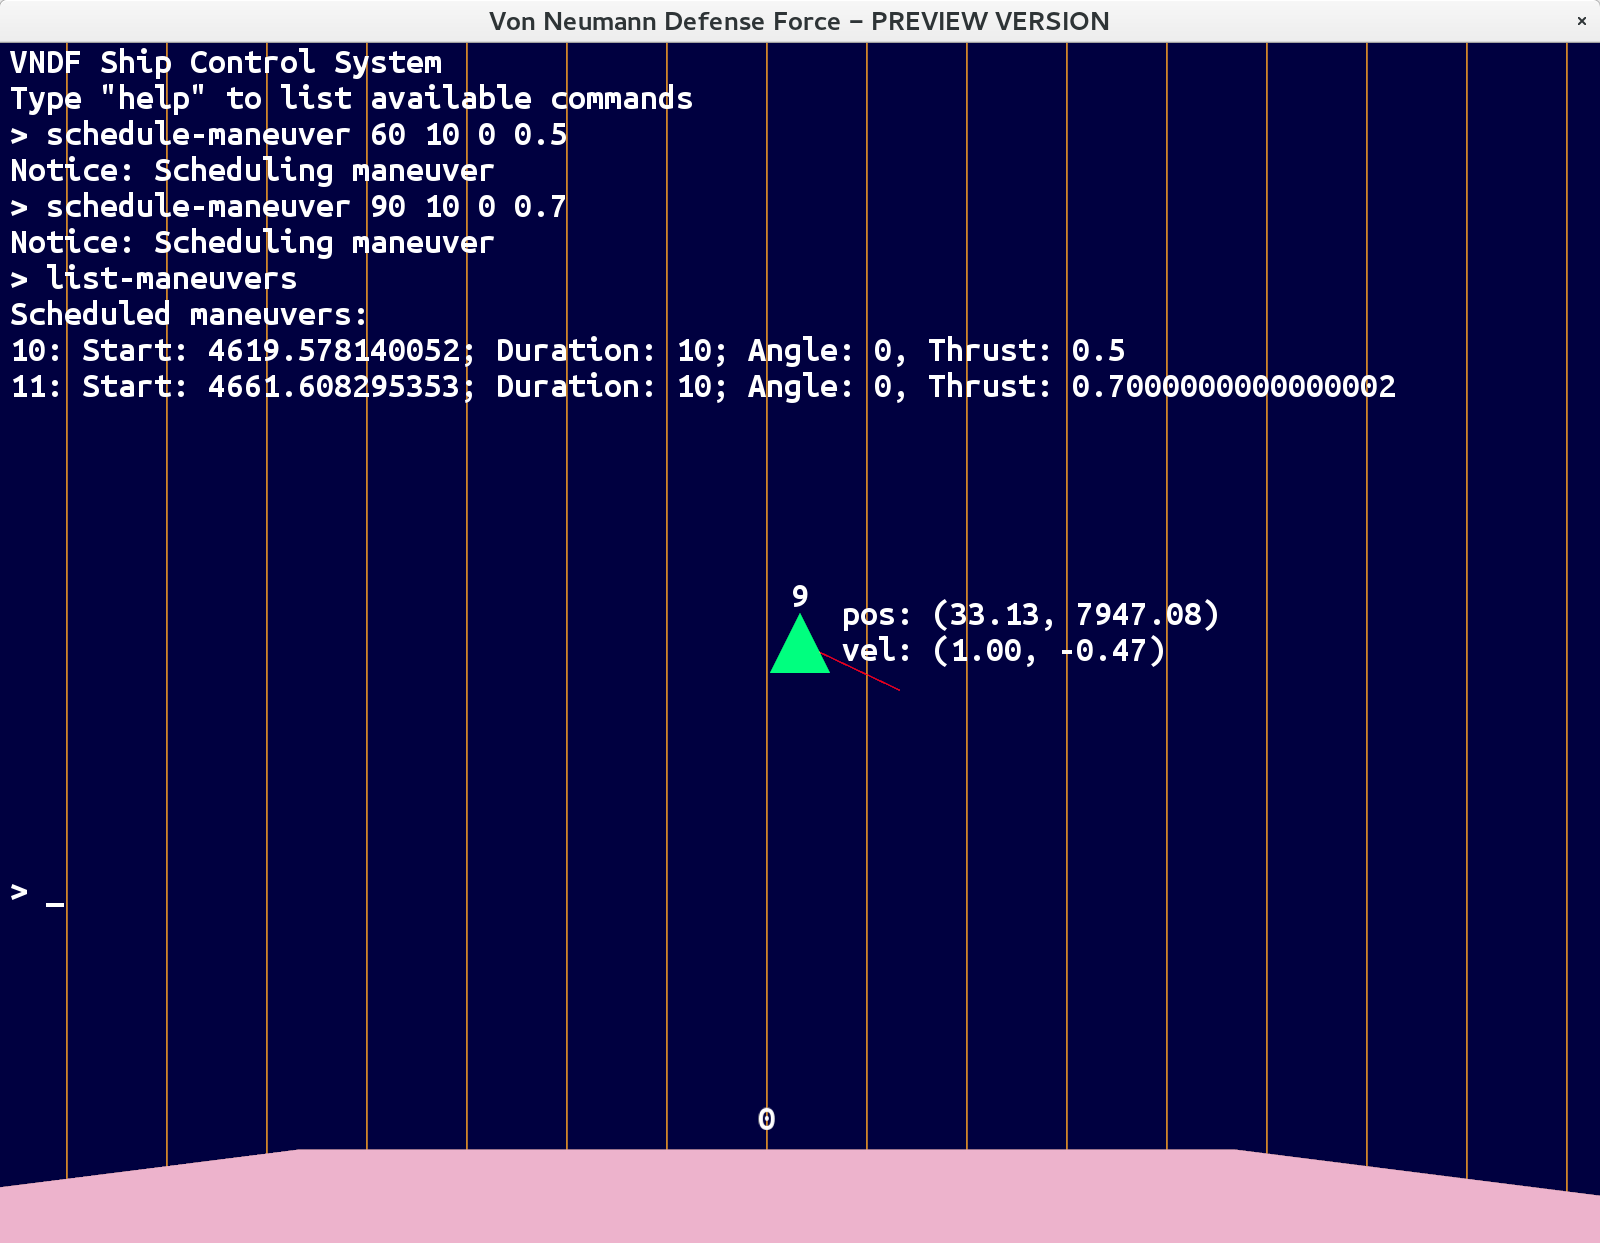 Von Neumann Defense Force – PREVIEW VERSION
VNDF Ship Control System
Type "help" to list available commands
> schedule-maneuver 60 10 0 0.5
Notice: Scheduling maneuver
> schedule-maneuver 90 10 0 0.7
Notice: Scheduling maneuver
> list-maneuvers
Scheduled maneuvers:
10: Start: 4619.578140052; Duration: 10; Angle: 0, Thrust: 0.5
11: Start: 4661.608295353; Duration: 10; Angle: 0, Thrust: 0.7000000000000002
9
pos: (33.13, 7947.08)
vel: (1.00, -0.47)
> _
0